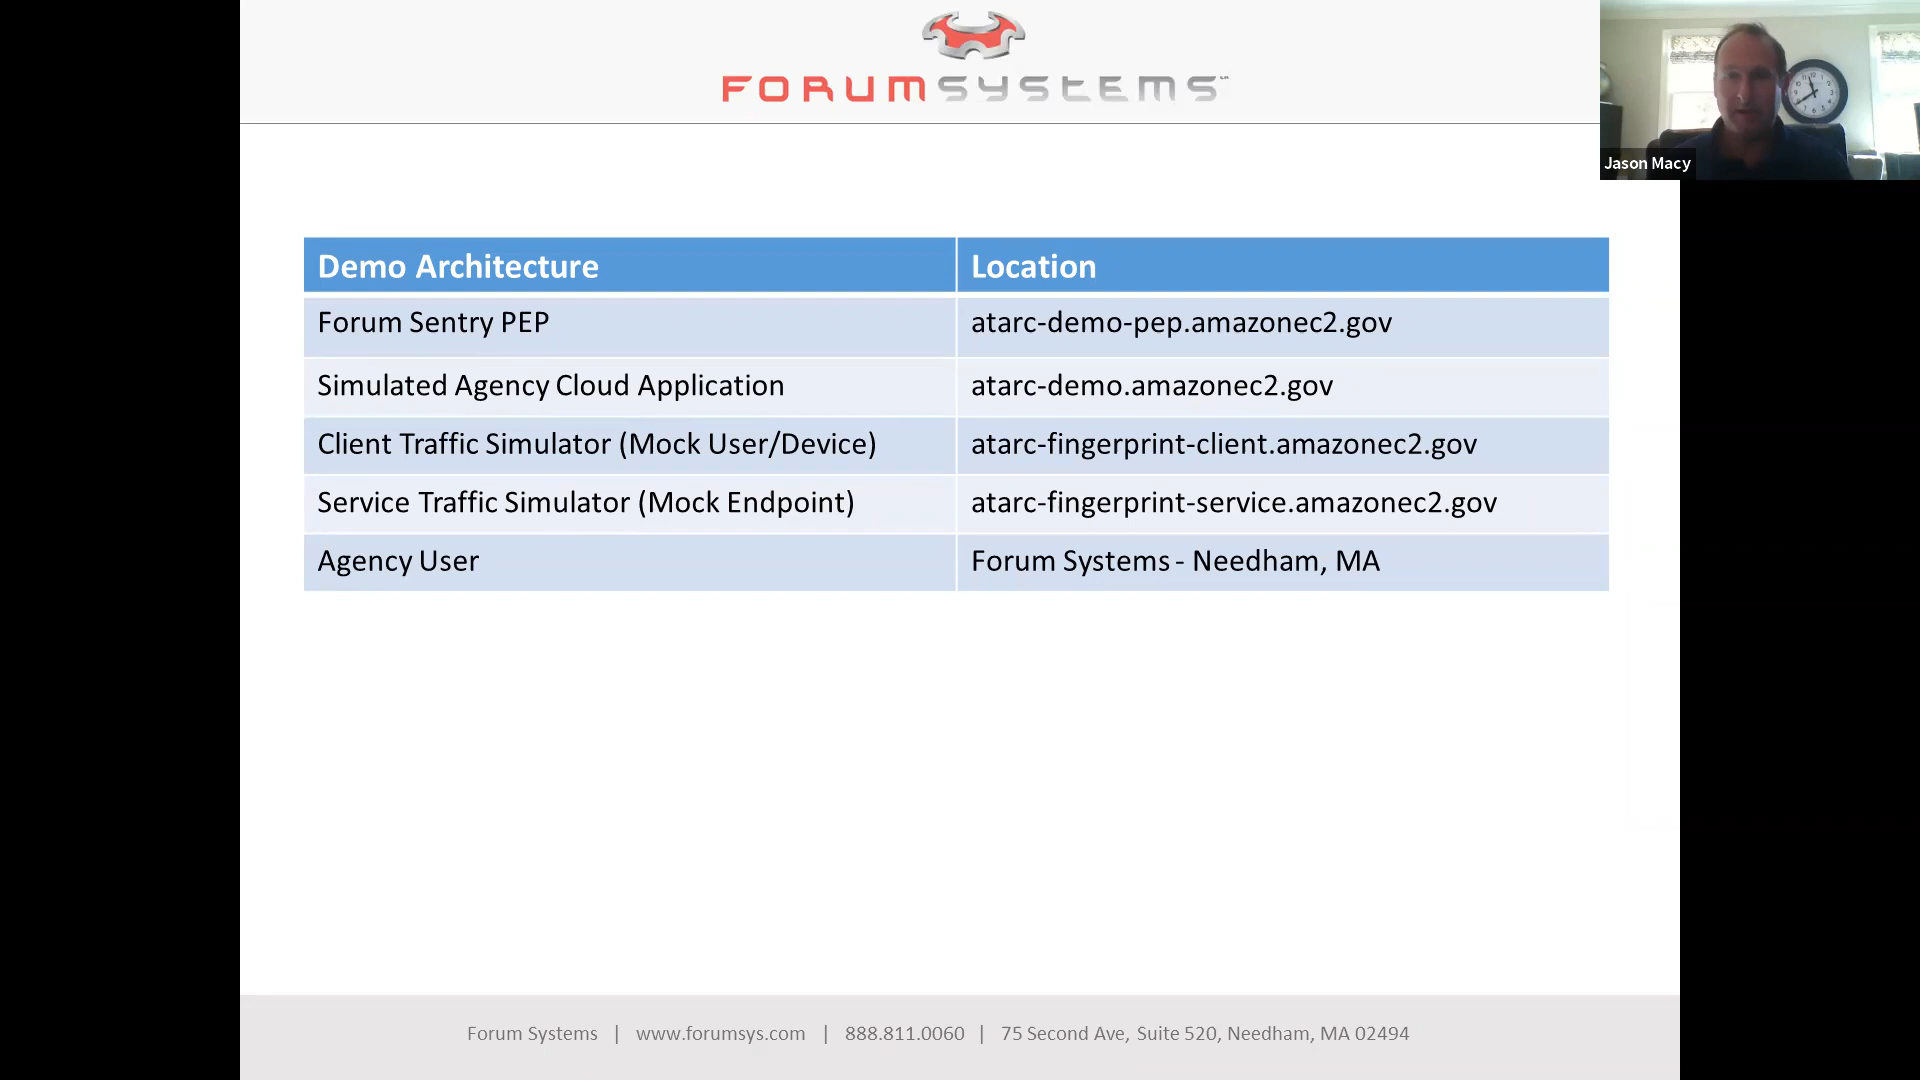 FORUMSYSTEMS
Jason Macy
Demo Architecture Location
Forum Sentry PEP atarc-demo-pep.amazonec2.gov
Simulated Agency Cloud Application atarc-demo.amazonec2.gov
Client Traffic Simulator (Mock User/Device) atarc-fingerprint-client.amazonec2.gov
Service Traffic Simulator (Mock Endpoint) atarc-fingerprint-service.amazonec2.gov
Agency User Forum Systems - Needham, MA
Forum Systems | www.forumsys.com | 888.811.0060 | 75 Second Ave, Suite 520, Needham, MA 02494